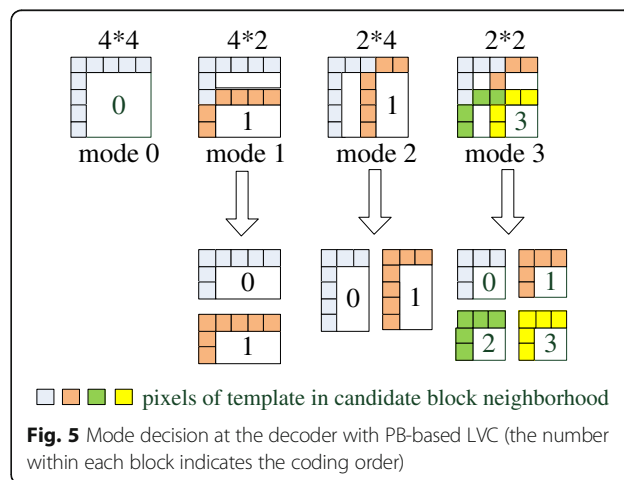 4*4 4*2 2*4 2*2
0 1 1 3
mode 0 mode 1 mode 2 mode 3
0 0 1 0 1
1 2 3
pixels of template in candidate block neighborhood
Fig. 5 Mode decision at the decoder with PB-based LVC (the number
within each block indicates the coding order)